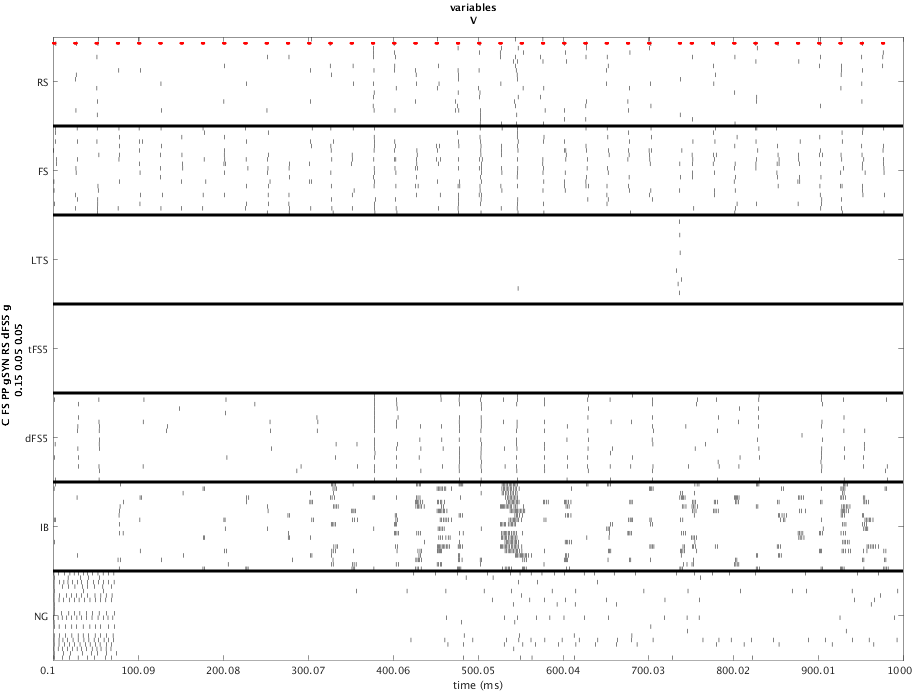 variables
V
RS
FS
LTS
tFS5
dFS5
IB
NG
C FS PP gSYN RS dFS5 g
0.15 0.05 0.05
0.1 100.09 200.08 300.07 400.06 500.05 600.04 700.03 800.02 900.01 1000
time (ms)